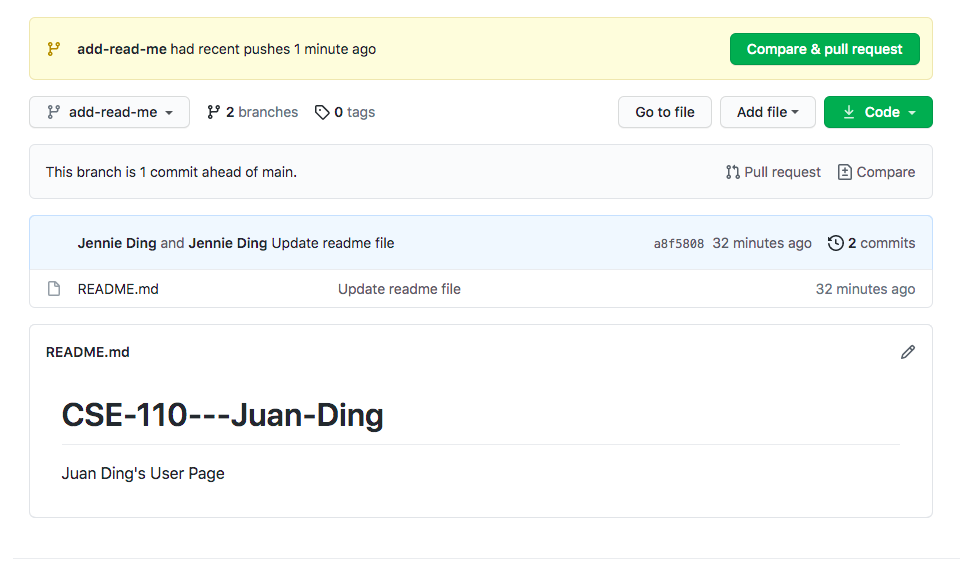 add-read-me had recent pushes 1 minute ago Compare & pull request
add-read-me 2 branches 0 tags Go to file Add file Code
This branch is 1 commit ahead of main. Pull request Compare
Jennie Ding and Jennie Ding Update readme file a8f5808 32 minutes ago 2 commits
README.md Update readme file 32 minutes ago
README.md
CSE-110---Juan-Ding
Juan Ding's User Page